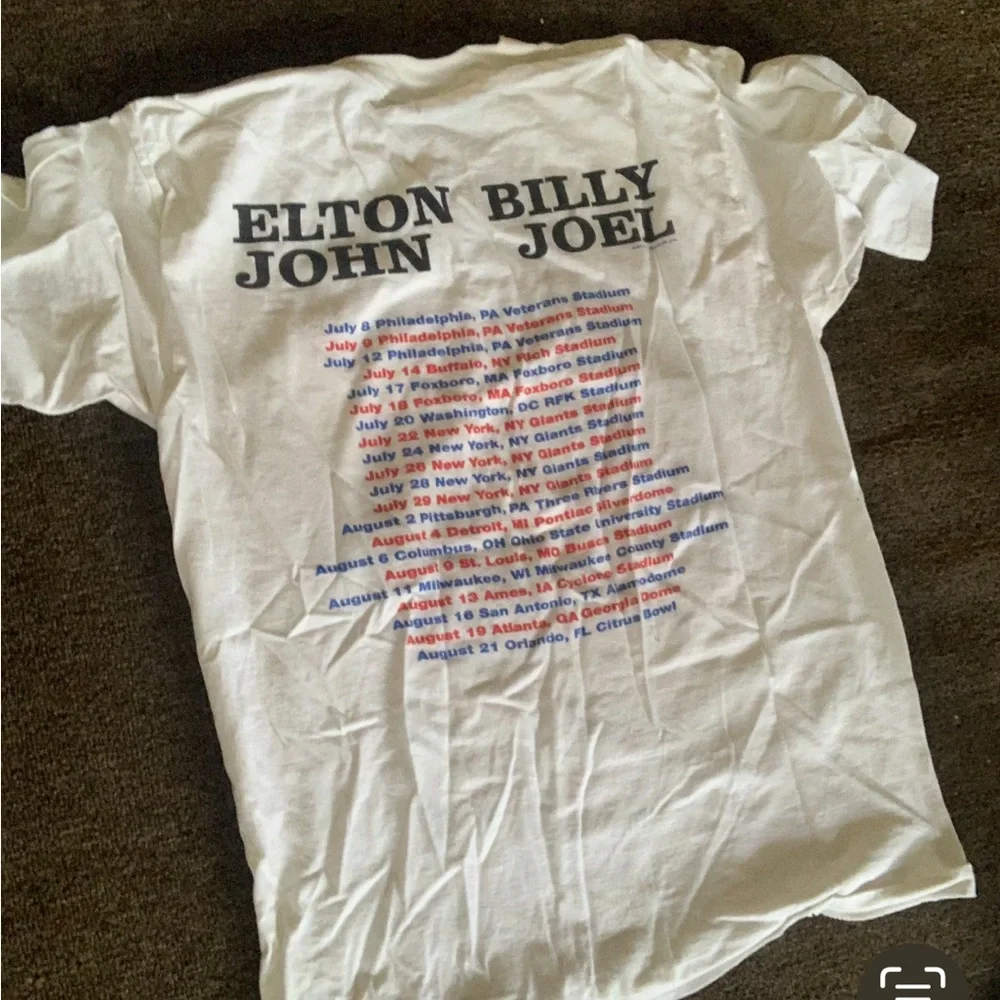 ELTON BILLY
JOHN JOEL
July 8 Philadelphia, PA Veterans Stadium
July 9 Philadelphia, PA Veterans Stadium
July 12 Philadelphia, PA Veterans Stadium
July 14 Buffalo, NY Rich Stadium
July 17 Foxboro, MA Foxboro Stadium
July 18 Foxboro, MA Foxboro Stadium
July 20 Washington, DC RFK Stadium
July 22 New York, NY Giants Stadium
July 24 New York, NY Giants Stadium
July 26 New York, NY Giants Stadium
July 28 New York, NY Giants Stadium
July 29 New York, NY Giants Stadium
August 2 Pittsburgh, PA Three Rivers Stadium
August 4 Detroit, MI Pontiac Silverdome
August 6 Columbus, OH Ohio State University Stadium
August 9 St. Louis, MO Busch Stadium
August 11 Milwaukee, WI Milwaukee County Stadium
August 13 Ames, IA Cyclone Stadium
August 16 San Antonio, TX Alamodome
August 19 Atlanta, GA Georgia Dome
August 21 Orlando, FL Citrus Bowl